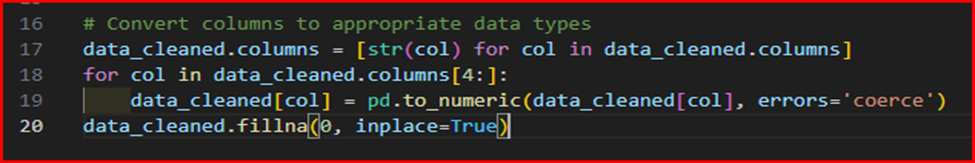 16 # Convert columns to appropriate data types
17 data_cleaned.columns = [str(col) for col in data_cleaned.columns]
18 for col in data_cleaned.columns[4:]:
19     data_cleaned[col] = pd.to_numeric(data_cleaned[col], errors='coerce')
20 data_cleaned.fillna(0, inplace=True)